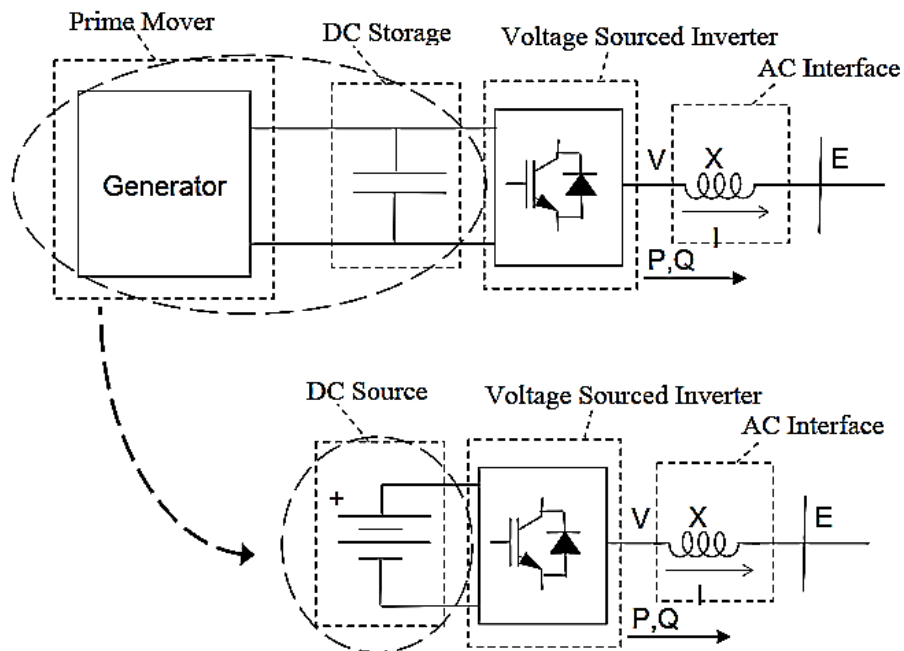 Prime Mover
DC Storage
Voltage Sourced Inverter
AC Interface
Generator
V
X
E
I
P,Q
DC Source
Voltage Sourced Inverter
AC Interface
+
V
X
E
I
P,Q